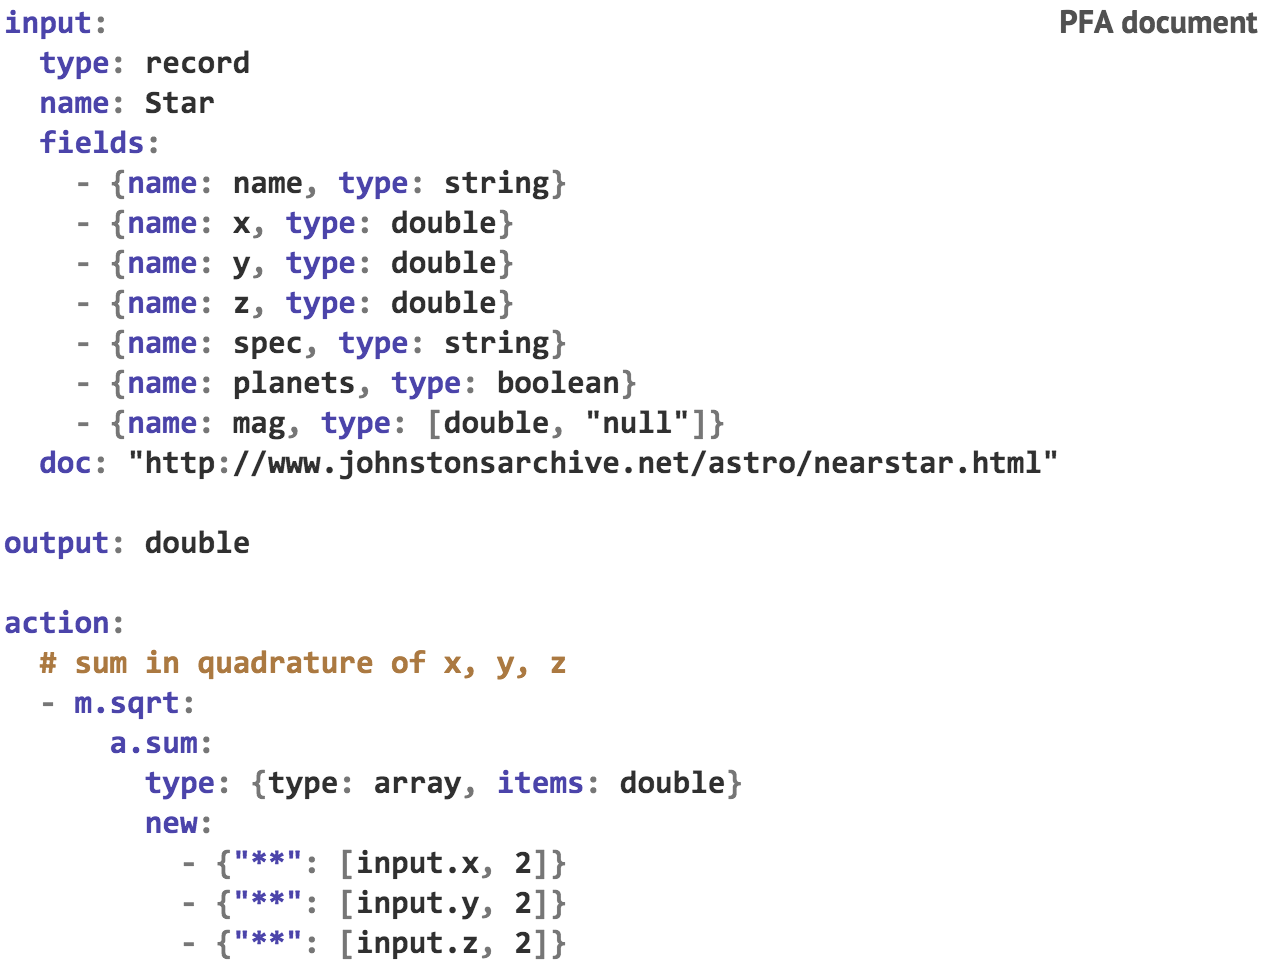 input:
PFA document
  type: record
  name: Star
  fields:
    - {name: name, type: string}
    - {name: x, type: double}
    - {name: y, type: double}
    - {name: z, type: double}
    - {name: spec, type: string}
    - {name: planets, type: boolean}
    - {name: mag, type: [double, "null"]}
  doc: "http://www.johnstonsarchive.net/astro/nearstar.html"

output: double

action:
  # sum in quadrature of x, y, z
  - m.sqrt:
      a.sum:
        type: {type: array, items: double}
        new:
          - {"**": [input.x, 2]}
          - {"**": [input.y, 2]}
          - {"**": [input.z, 2]}